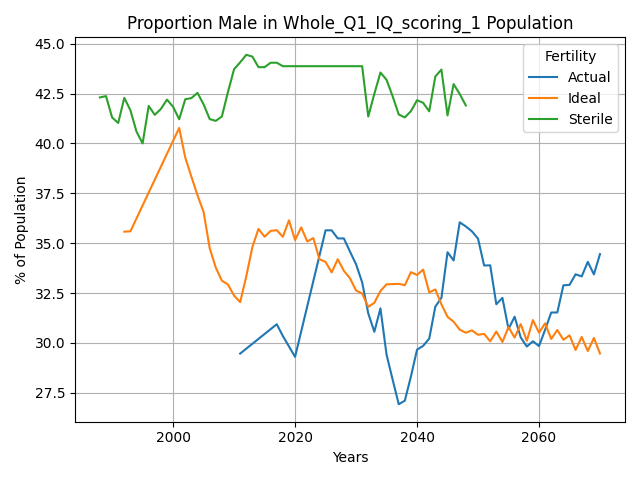 Proportion Male in Whole_Q1_IQ_scoring_1 Population
45.0
42.5
40.0
37.5
35.0
32.5
30.0
27.5
% of Population
Fertility
Actual
Ideal
Sterile
2000
2020
2040
2060
Years